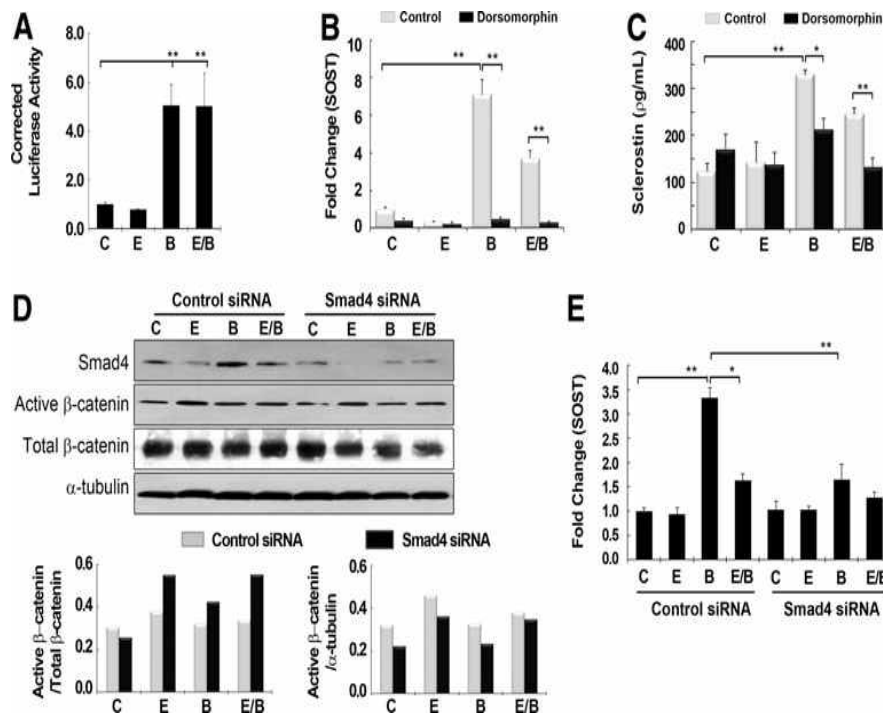 A
Corrected
Luciferase Activity
8.0
6.0
4.0
2.0
0.0
** **
C E B E/B
B
Control Dorsomorphin
Fold Change (SOST)
10
8
6
4
2
0
** **
**
C E B E/B
C
Control Dorsomorphin
Sclerostin (ρg/mL)
400
350
300
250
200
150
100
50
0
** *
**
C E B E/B
D
Control siRNA Smad4 siRNA
C E B E/B C E B E/B
Smad4
Active β-catenin
Total β-catenin
α-tubulin
Control siRNA Smad4 siRNA
Active β-catenin
/Total β-catenin
0.6
0.4
0.2
0.0
C E B E/B
Active β-catenin
/α-tubulin
0.6
0.4
0.2
0.0
C E B E/B
E
Fold Change (SOST)
4.0
3.5
3.0
2.5
2.0
1.5
1.0
0.5
0.0
**
** *
C E B E/B C E B E/B
Control siRNA Smad4 siRNA